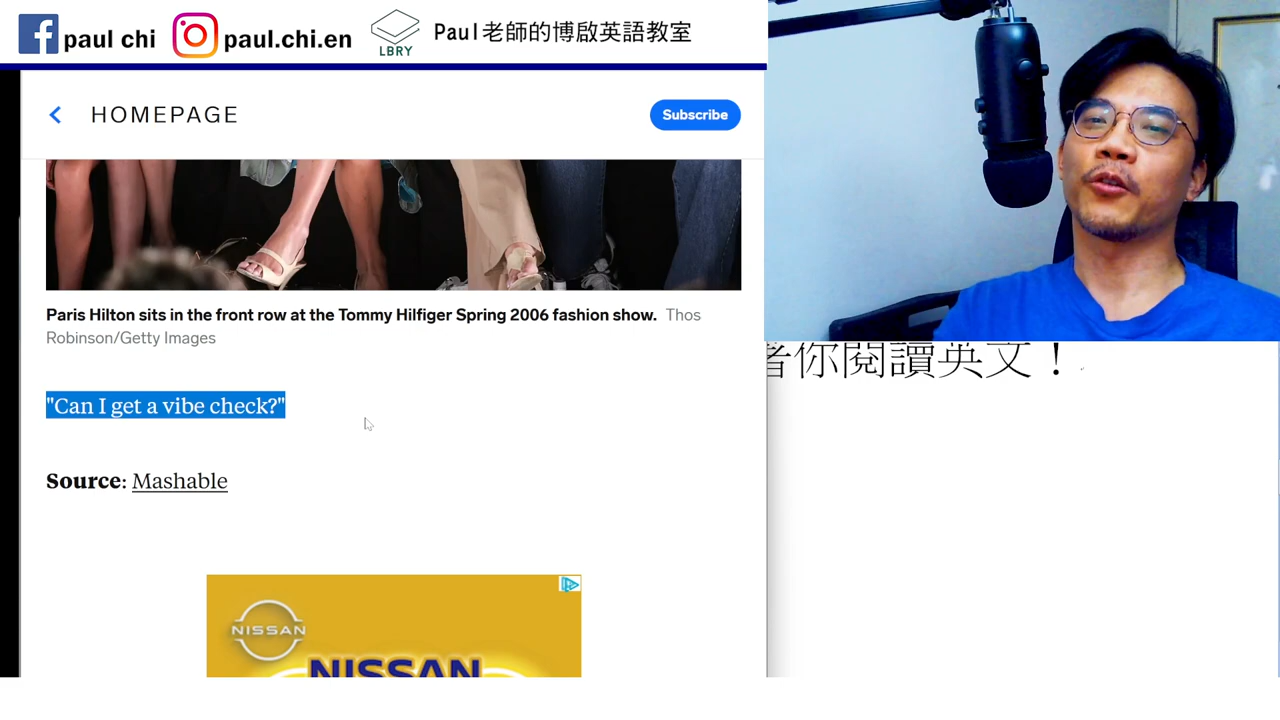 paul chi
paul.chi.en
LBRY
Paul老師的博啟英語教室
HOMEPAGE
Subscribe
Paris Hilton sits in the front row at the Tommy Hilfiger Spring 2006 fashion show. Thos
Robinson/Getty Images
"Can I get a vibe check?"
Source: Mashable
NISSAN
NISSAN
你閱讀英文！